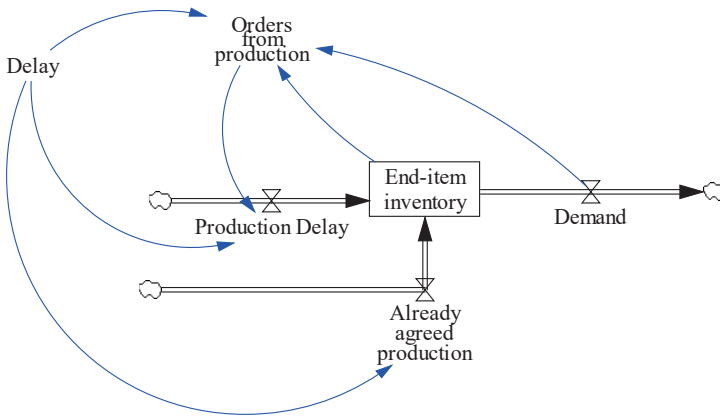 Orders
from
production
Delay
End-item
inventory
Production Delay
Demand
Already
agreed
production